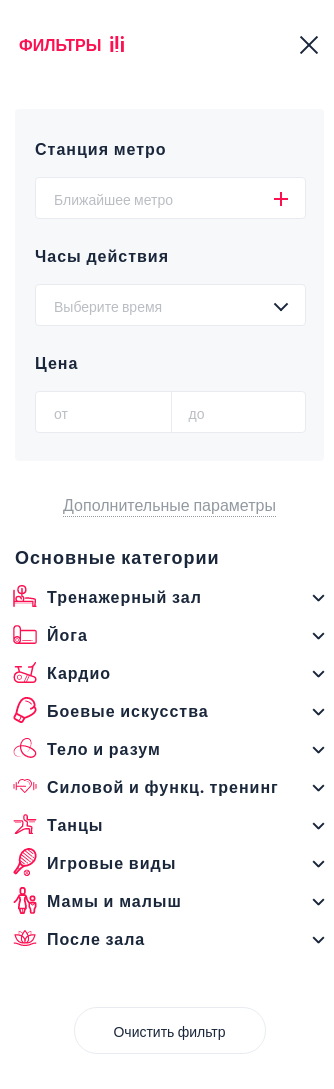 ФИЛЬТРЫ
Станция метро
Ближайшее метро
Часы действия
Выберите время
Цена
от до
Дополнительные параметры
Основные категории
Тренажерный зал
Йога
Кардио
Боевые искусства
Тело и разум
Силовой и функц. тренинг
Танцы
Игровые виды
Мамы и малыш
После зала
Очистить фильтр